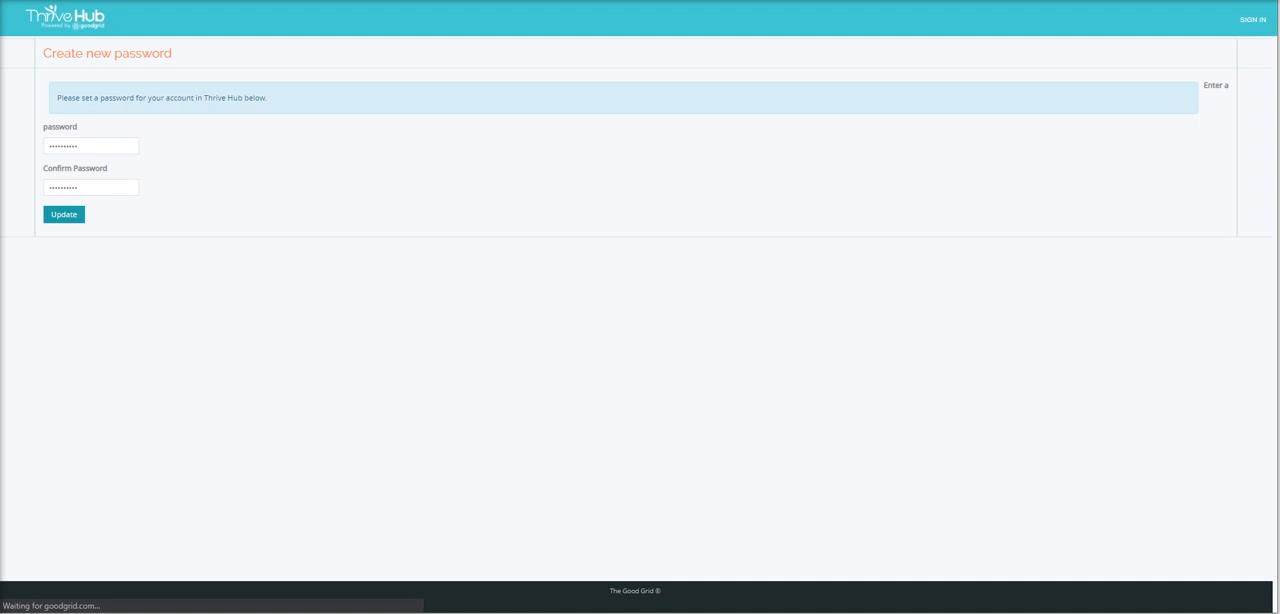 Thrive Hub
Powered by goodgrid
SIGN IN
Create new password
Please set a password for your account in Thrive Hub below.
Enter a
password
••••••••••
Confirm Password
••••••••••
Update
The Good Grid ©
Waiting for goodgrid.com...